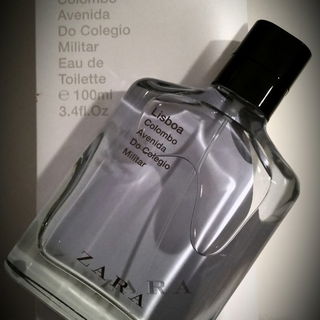 Colombo
Avenida
Do Colegio
Militar
Eau de
Toilette
℮ 100ml
3.4fl.Oz
Lisboa
Colombo
Avenida
Do Colegio
Militar
ZARA